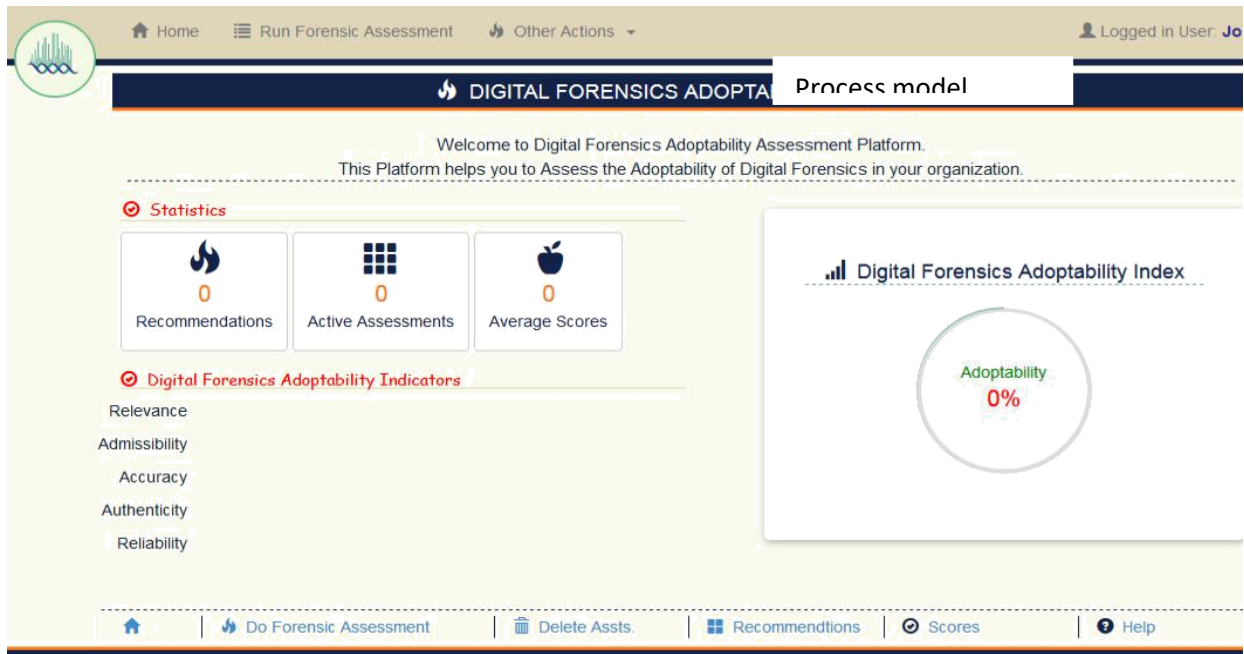 Home Run Forensic Assessment Other Actions Logged in User: Jo
DIGITAL FORENSICS ADOPTA Process model
Welcome to Digital Forensics Adoptability Assessment Platform.
This Platform helps you to Assess the Adoptability of Digital Forensics in your organization.
Statistics
0 0 0
Recommendations Active Assessments Average Scores
Digital Forensics Adoptability Index
Adoptability
0%
Digital Forensics Adoptability Indicators
Relevance
Admissibility
Accuracy
Authenticity
Reliability
Do Forensic Assessment Delete Assts. Recommendtions Scores Help